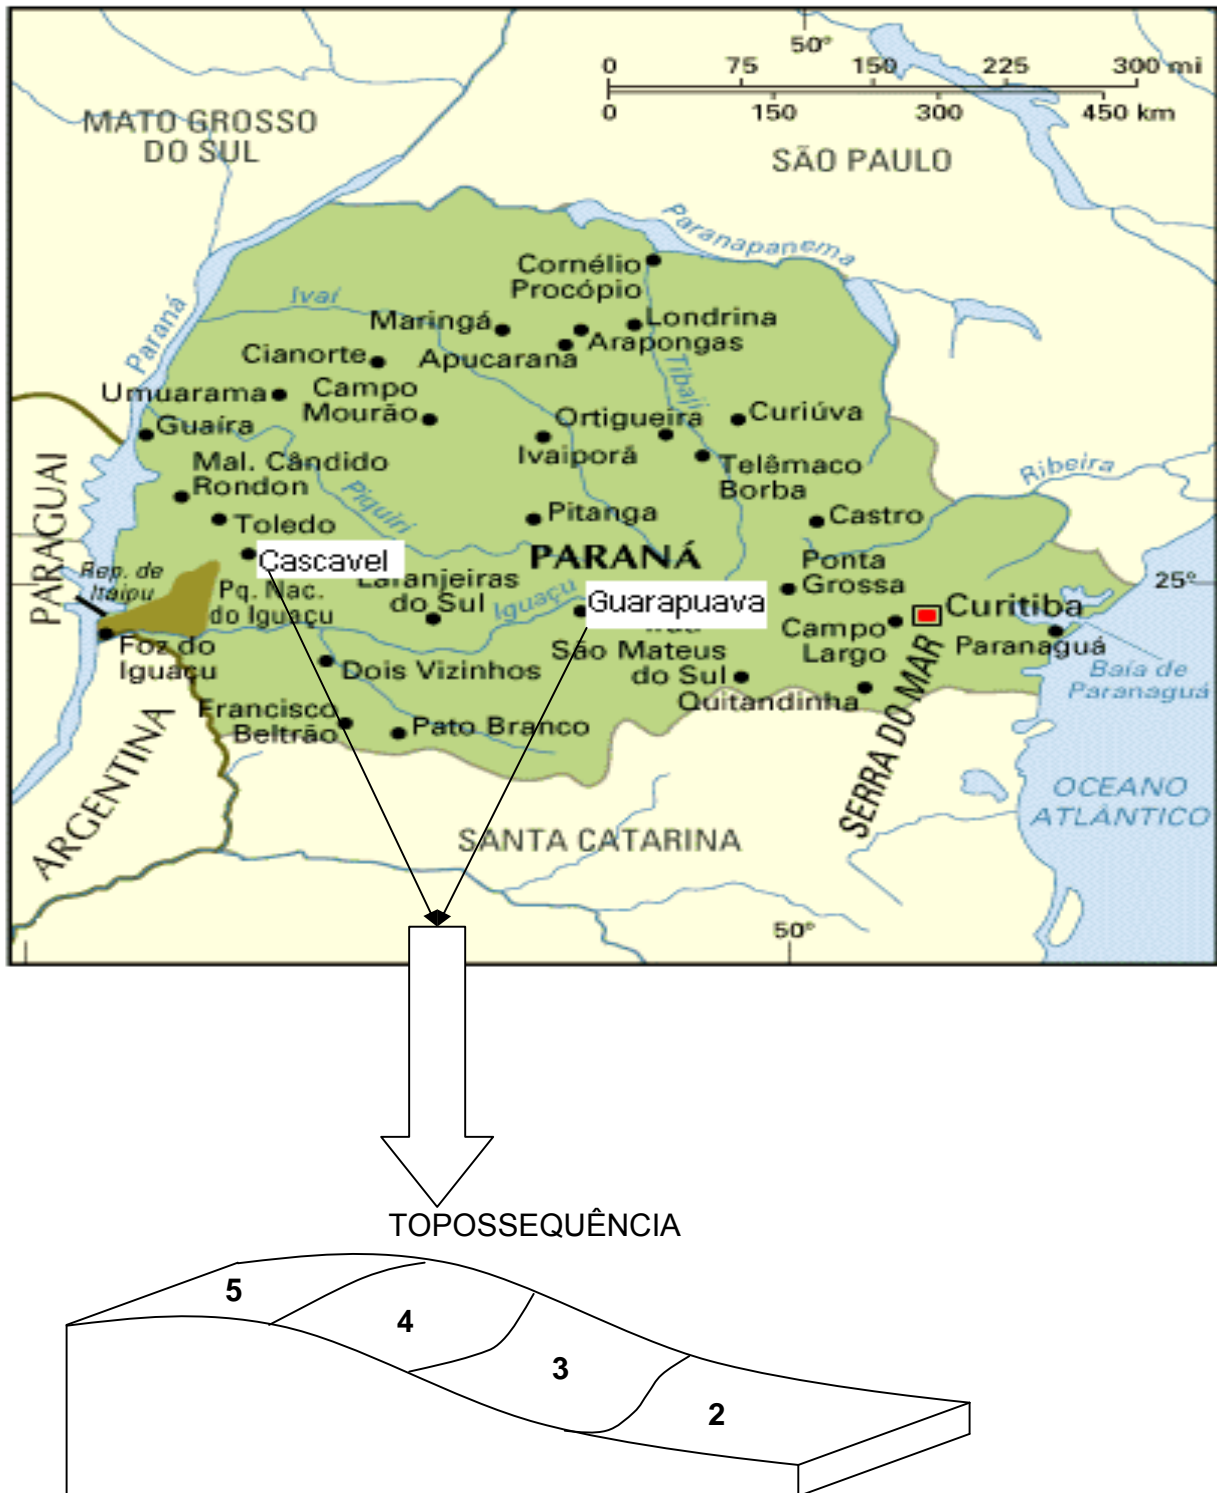 50º
0 75 150 225 300 mi
0 150 300 450 km
MATO GROSSO
DO SUL
SÃO PAULO
Paranapanema
Cornélio
Procópio
Ivaí
Paraná
Maringá
Londrina
Apucarana
Arapongas
Cianorte
Tibaji
Umuarama
Campo
Mourão
Guaíra
Ortigueira
Curiúva
Ivaiporã
Mal. Cândido
Rondon
Telêmaco
Borba
Ribeira
PARAGUAI
Piquiri
Toledo
Pitanga
Castro
Cascavel
PARANÁ
Ponta
Grossa
Rep. de
Itaipu
Pq. Nac.
do Iguaçu
Laranjeiras
do Sul
Iguaçu
Guarapuava
25º
Curitiba
Campo
Largo
Paranaguá
Foz do
Iguaçu
Dois Vizinhos
São Mateus
do Sul
Quitandinha
Baía de
Paranaguá
Francisco
Beltrão
Pato Branco
SERRA DO MAR
ARGENTINA
OCEANO
ATLÂNTICO
SANTA CATARINA
50º
TOPOSSEQUÊNCIA
5
4
3
2